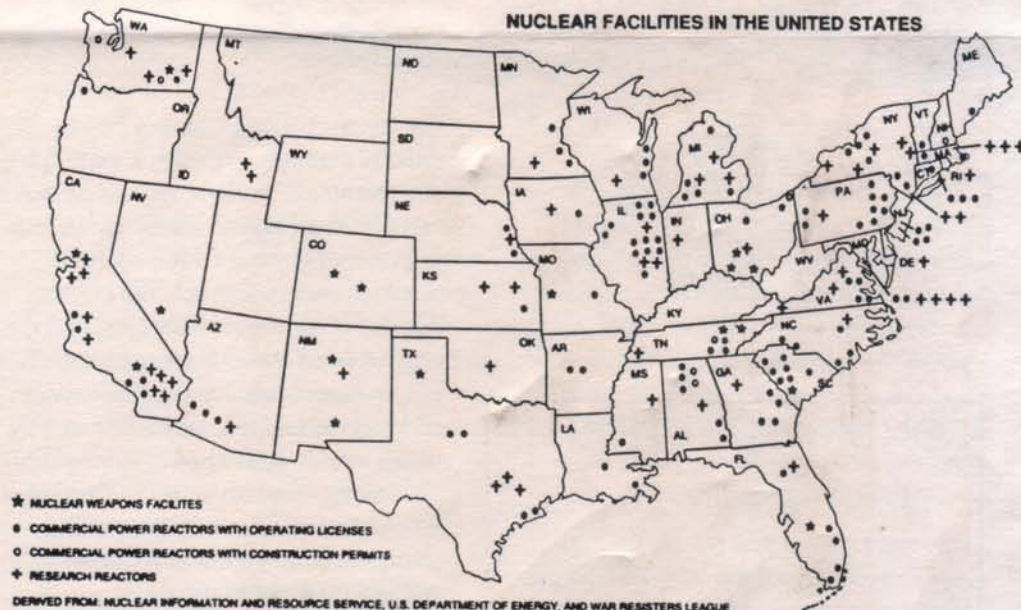 NUCLEAR FACILITIES IN THE UNITED STATES
WA
MT
ND
MN
ME
OR
ID
WY
SD
WI
MI
NY
VT
NH
MA
CT
RI
CA
NV
NE
IA
IL
IN
OH
PA
CO
KS
MO
WV
MD
DE
KY
VA
AZ
NM
TX
OK
AR
TN
NC
SC
MS
AL
GA
LA
FL
★ NUCLEAR WEAPONS FACILITES
● COMMERCIAL POWER REACTORS WITH OPERATING LICENSES
○ COMMERCIAL POWER REACTORS WITH CONSTRUCTION PERMITS
+ RESEARCH REACTORS
DERIVED FROM: NUCLEAR INFORMATION AND RESOURCE SERVICE, U.S. DEPARTMENT OF ENERGY, AND WAR RESISTERS LEAGUE